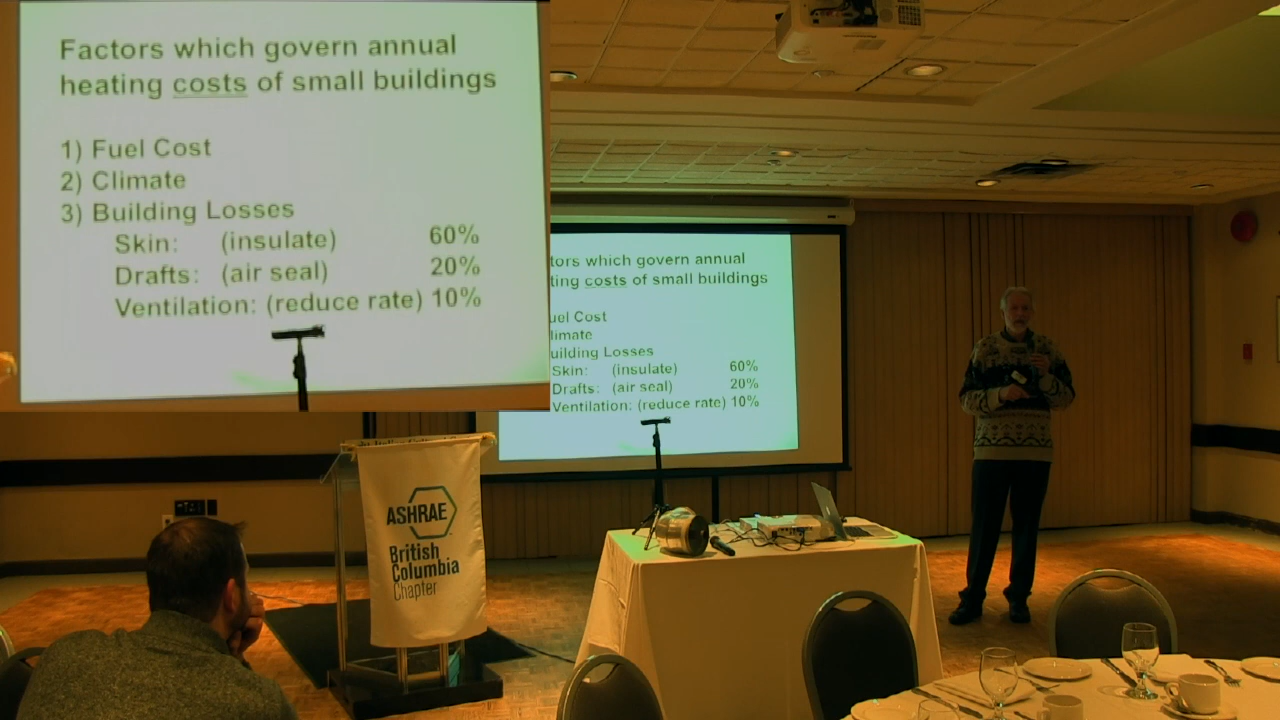 Factors which govern annual
heating costs of small buildings
1) Fuel Cost
2) Climate
3) Building Losses
Skin: (insulate) 60%
Drafts: (air seal) 20%
Ventilation: (reduce rate) 10%
tors which govern annual
ting costs of small buildings
uel Cost
limate
uilding Losses
Skin: (insulate) 60%
Drafts: (air seal) 20%
Ventilation: (reduce rate) 10%
ASHRAE
British
Columbia
Chapter